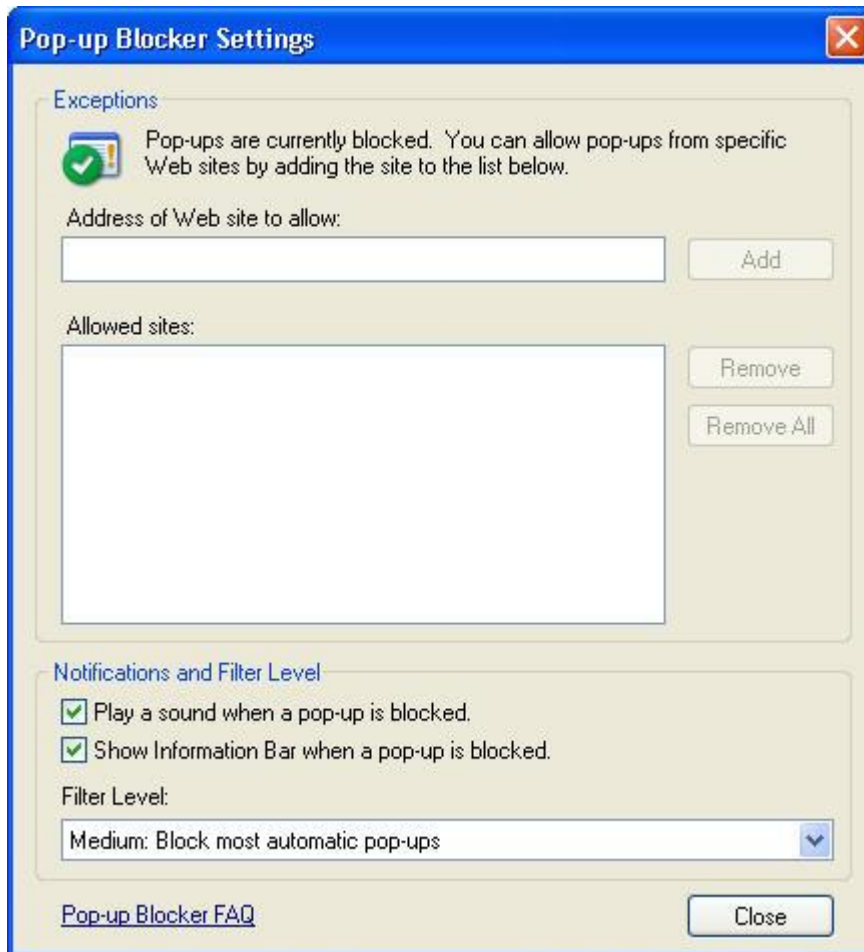 Pop-up Blocker Settings
Exceptions
Pop-ups are currently blocked. You can allow pop-ups from specific
Web sites by adding the site to the list below.
Address of Web site to allow:
Add
Allowed sites:
Remove
Remove All
Notifications and Filter Level
Play a sound when a pop-up is blocked.
Show Information Bar when a pop-up is blocked.
Filter Level:
Medium: Block most automatic pop-ups
Pop-up Blocker FAQ
Close